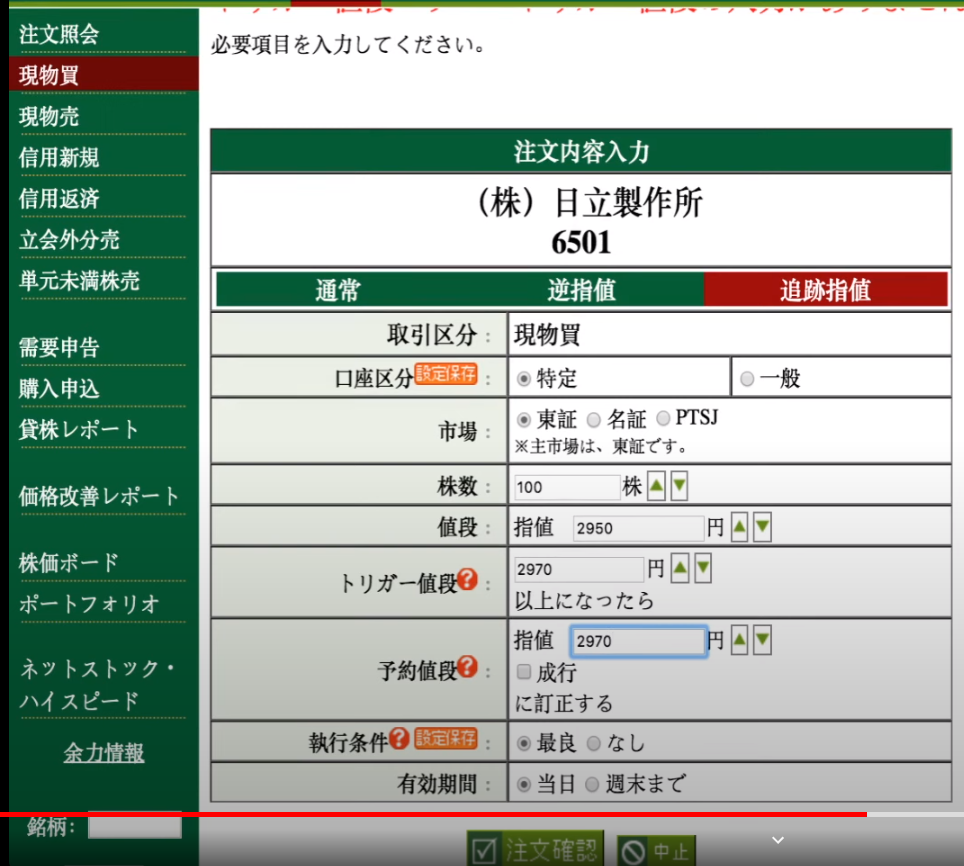 必要項目を入力してください。
注文照会
現物買
現物売
信用新規
信用返済
立会外分売
単元未満株売
需要申告
購入申込
貸株レポート
価格改善レポート
株価ボード
ポートフォリオ
ネットストック・
ハイスピード
余力情報
銘柄:
注文内容入力
(株)日立製作所
6501
通常 逆指値 追跡指値
取引区分: 現物買
口座区分 設定保存 : 特定 一般
市場: 東証 名証 PTSJ
※主市場は、東証です。
株数: 100 株
値段: 指値 2950 円
トリガー値段 ? : 2970 円
以上になったら
予約値段 ? : 指値 2970 円
成行
に訂正する
執行条件 ? 設定保存 : 最良 なし
有効期間: 当日 週末まで
注文確認 中止